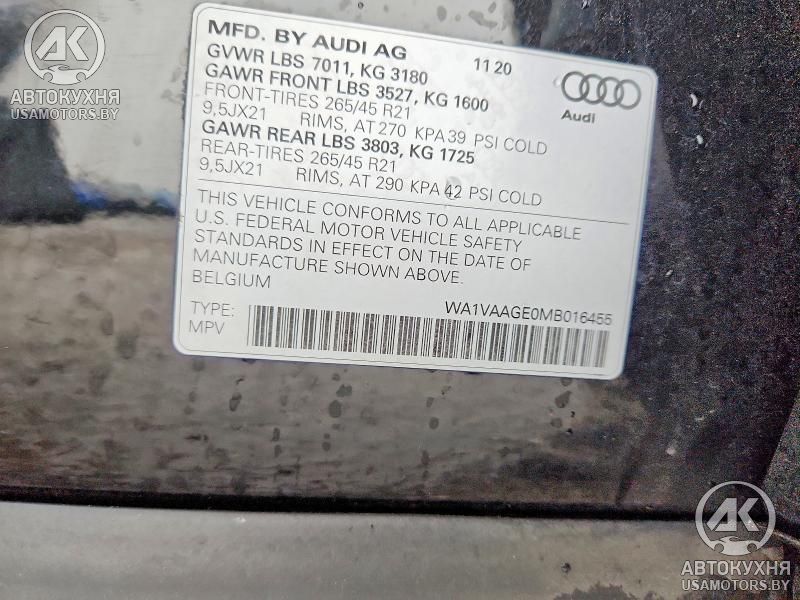 АК
АВТОКУХНЯ
USAMOTORS.BY
MFD. BY AUDI AG 11 20
GVWR LBS 7011, KG 3180
GAWR FRONT LBS 3527, KG 1600
FRONT-TIRES 265/45 R21
9,5JX21 RIMS, AT 270 KPA 39 PSI COLD
GAWR REAR LBS 3803, KG 1725
REAR-TIRES 265/45 R21
9,5JX21 RIMS, AT 290 KPA 42 PSI COLD
Audi
THIS VEHICLE CONFORMS TO ALL APPLICABLE
U.S. FEDERAL MOTOR VEHICLE SAFETY
STANDARDS IN EFFECT ON THE DATE OF
MANUFACTURE SHOWN ABOVE.
BELGIUM
WA1VAAGE0MB016455
TYPE:
MPV
АК
АВТОКУХНЯ
USAMOTORS.BY